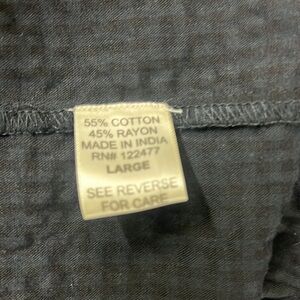 55% COTTON
45% RAYON
MADE IN INDIA
RN# 122477
LARGE
SEE REVERSE
FOR CARE